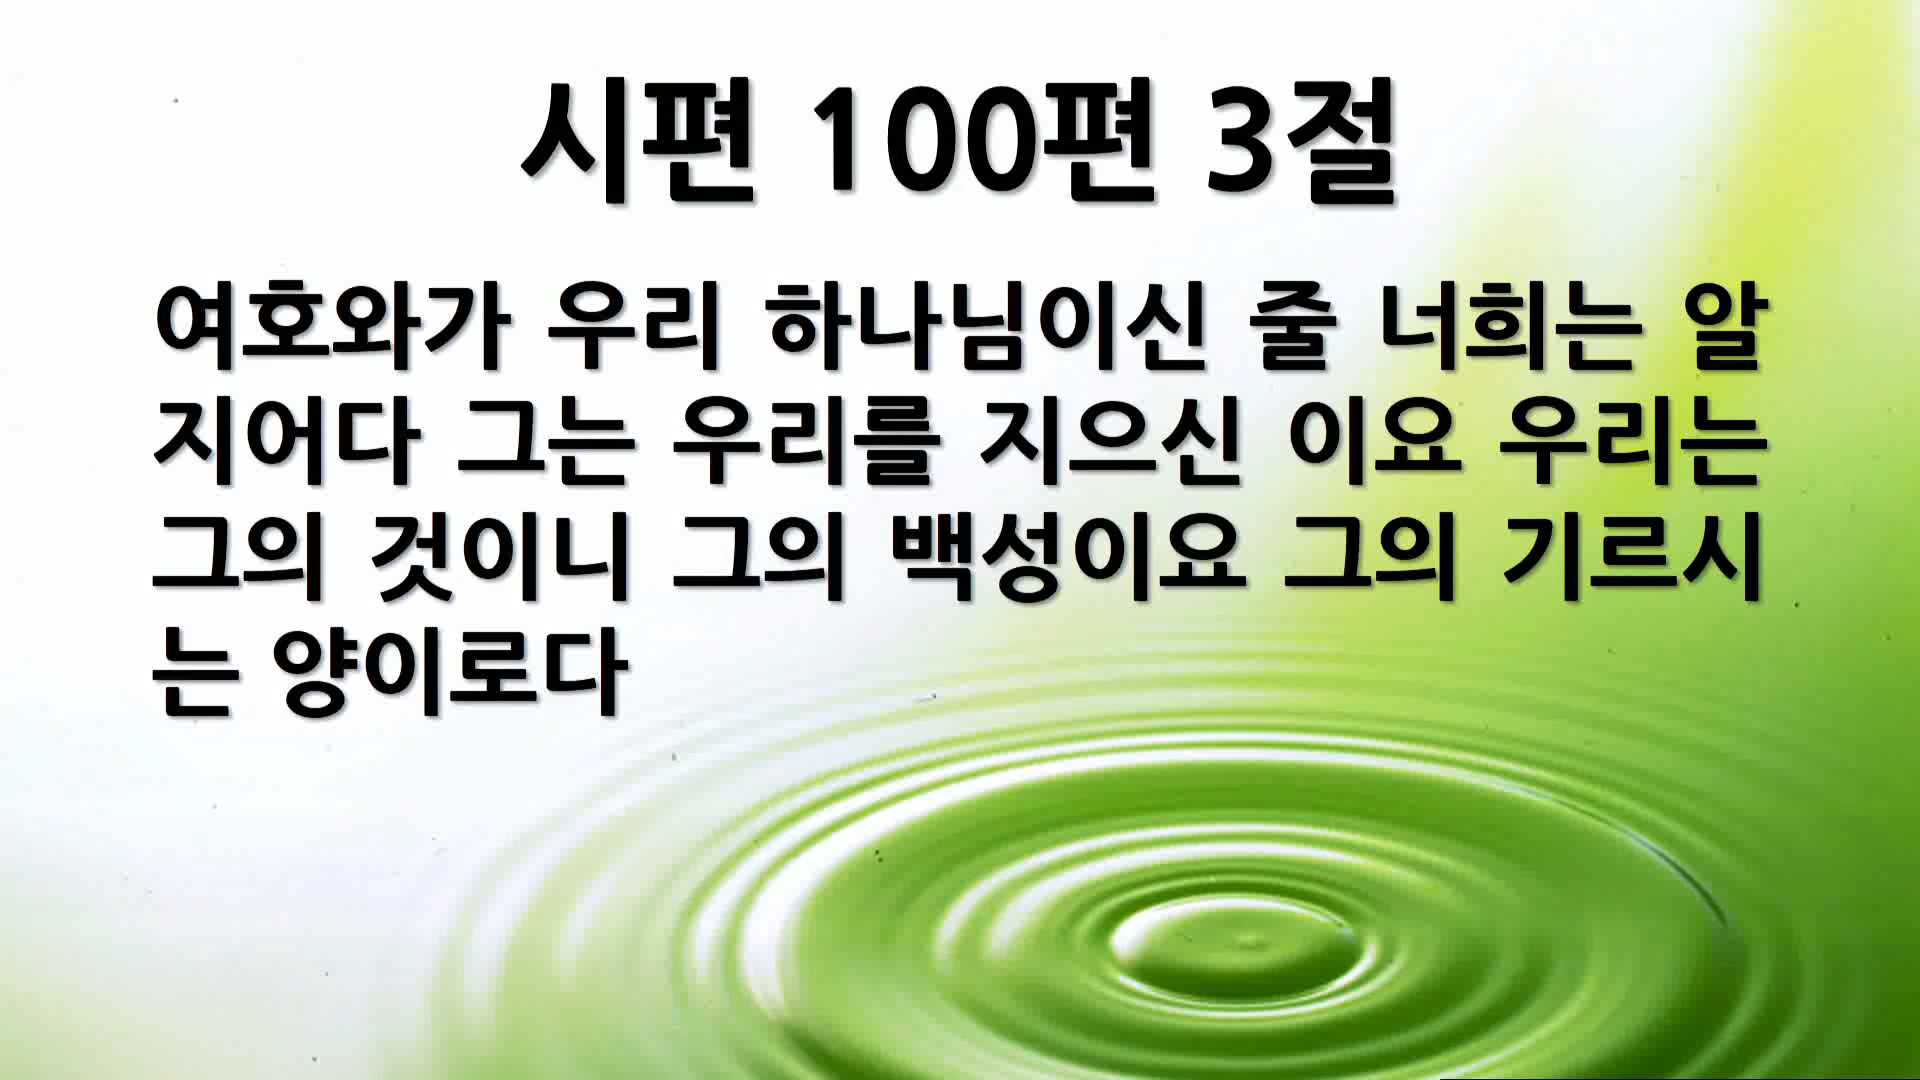 시편 100편 3절
여호와가 우리 하나님이신 줄 너희는 알
지어다 그는 우리를 지으신 이요 우리는
그의 것이니 그의 백성이요 그의 기르시
는 양이로다